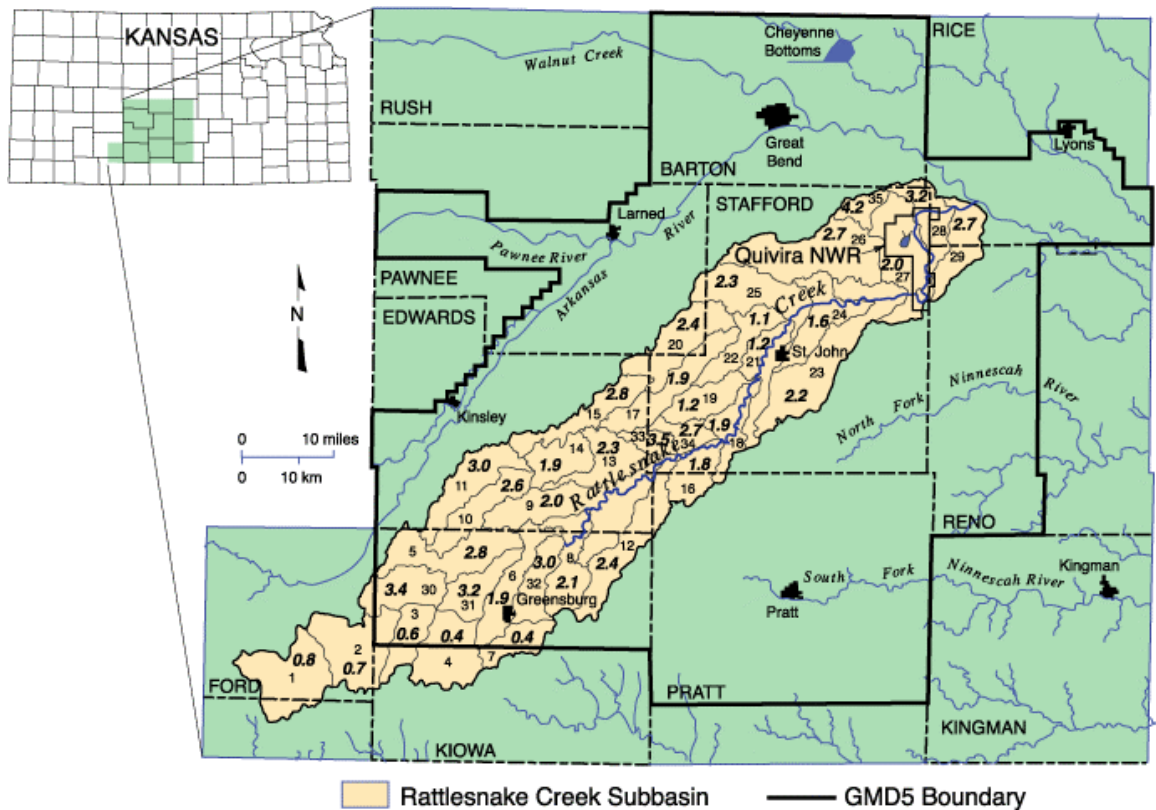 KANSAS
Cheyenne
Bottoms
RICE
Walnut Creek
RUSH
Great
Bend
Lyons
BARTON
STAFFORD
Larned
River
Pawnee River
Arkansas
PAWNEE
EDWARDS
Kinsley
N
0 10 miles
0 10 km
4.2 35 3.2
2.7 26 28 2.7
Quivira NWR
2.0 27 29
2.3 25
Creek
2.4 20
1.1 1.6 24
1.2
22 21 St. John
23
1.9
2.8 1.2 19 2.2
15 17
2.7 1.9
33 3.5 34 18
14 2.3
3.0 1.9 13
Rattlesnake
1.8
11 2.6 16
9 2.0
10
North Fork Ninnescah River
RENO
5 2.8 3.0 8 12
6 2.4
3.4 30 3.2 32 2.1
31 1.9
3 Greensburg
0.6 0.4 0.4
2 7
0.8 0.7 4
1
South Fork Ninnescah River
Kingman
Pratt
FORD
PRATT
KIOWA
KINGMAN
Rattlesnake Creek Subbasin
GMD5 Boundary